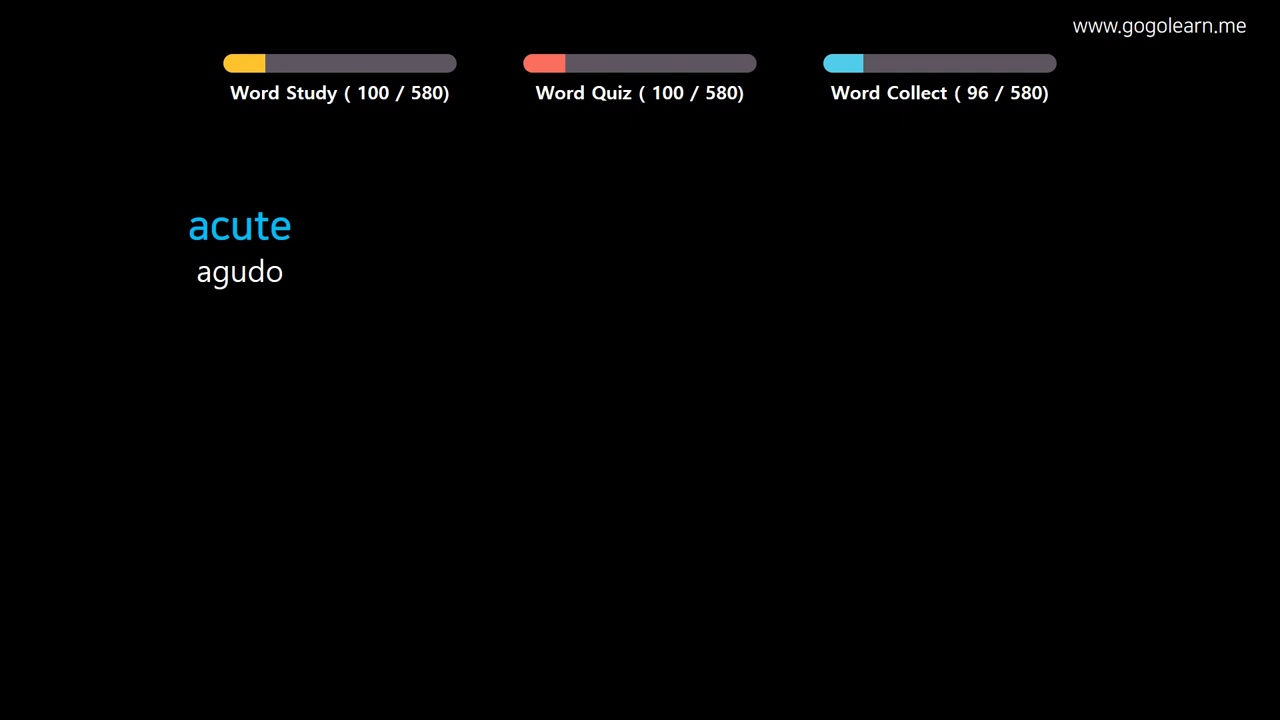 www.gogolearn.me
Word Study ( 100 / 580)
Word Quiz ( 100 / 580)
Word Collect ( 96 / 580)
acute
agudo